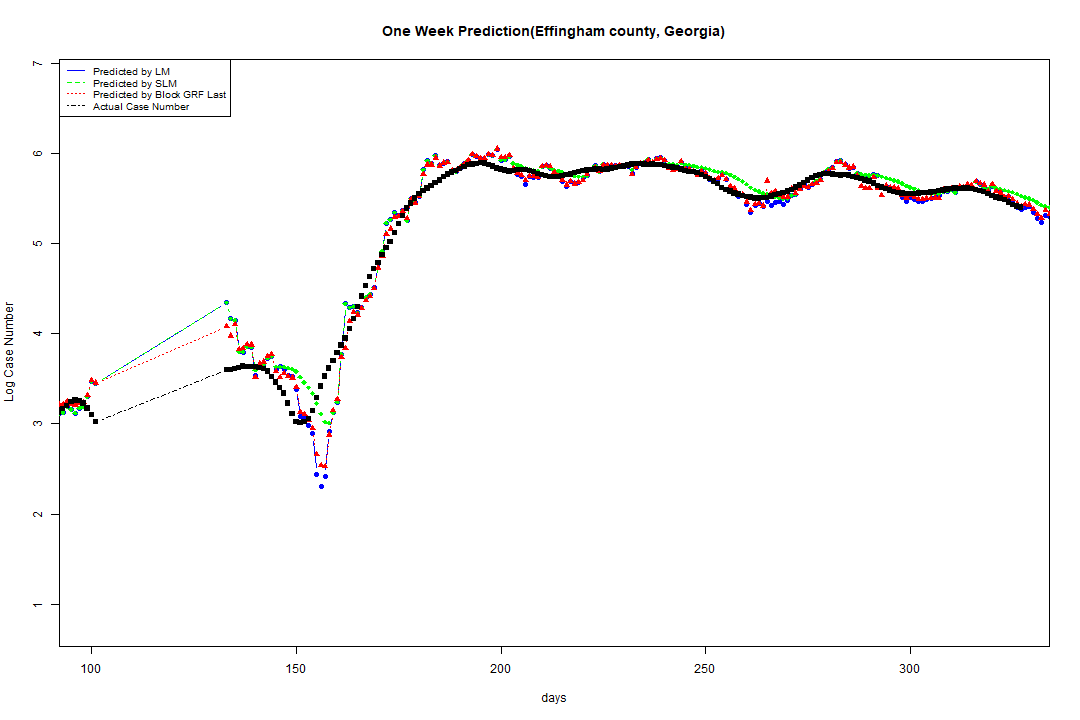 One Week Prediction(Effingham county, Georgia)
Predicted by LM
Predicted by SLM
Predicted by Block GRF Last
Actual Case Number
Log Case Number
7
6
5
4
3
2
1
100 150 200 250 300
days